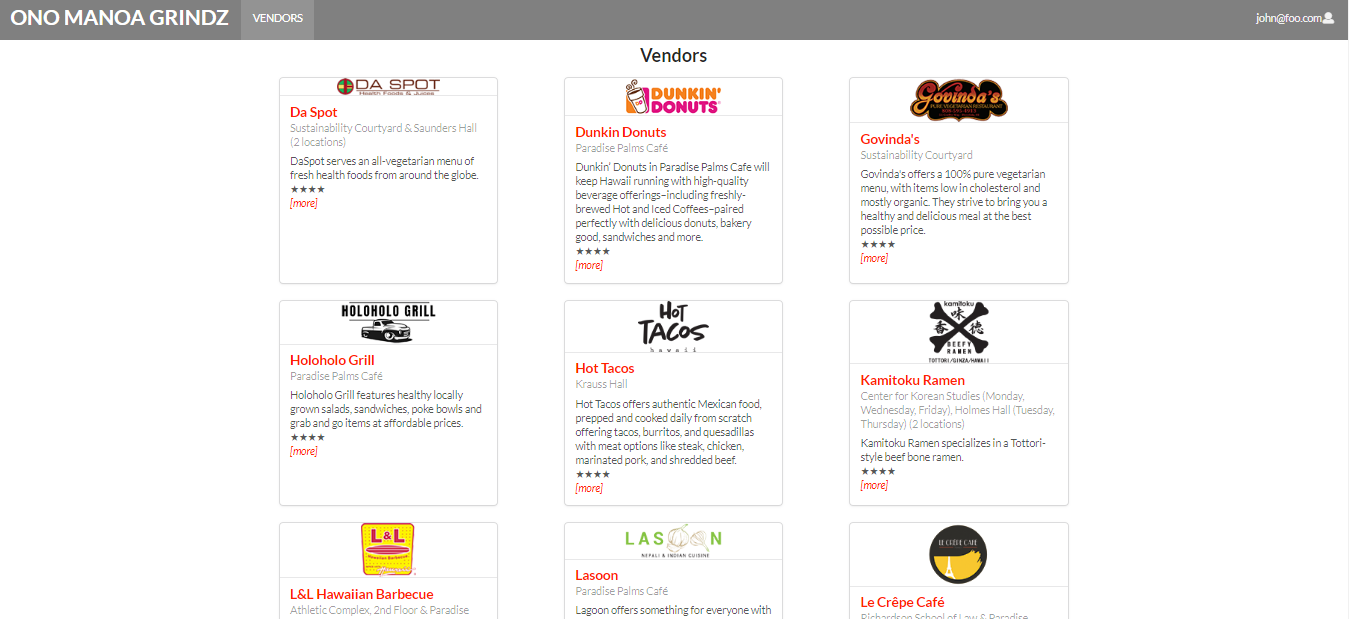 ONO MANOA GRINDZ
VENDORS
john@foo.com
Vendors
DA SPOT
Health Foods & Juices
Da Spot
Sustainability Courtyard & Saunders Hall
(2 locations)
DaSpot serves an all-vegetarian menu of
fresh health foods from around the globe.
★★★★
[more]
DUNKIN'
DONUTS
Dunkin Donuts
Paradise Palms Café
Dunkin' Donuts in Paradise Palms Cafe will
keep Hawaii running with high-quality
beverage offerings–including freshly-
brewed Hot and Iced Coffees–paired
perfectly with delicious donuts, bakery
good, sandwiches and more.
★★★★
[more]
Govinda's
PURE VEGETARIAN RESTAURANT
Govinda's
Sustainability Courtyard
Govinda's offers a 100% pure vegetarian
menu, with items low in cholesterol and
mostly organic. They strive to bring you a
healthy and delicious meal at the best
possible price.
★★★★
[more]
HOLOHOLO GRILL
Holoholo Grill
Paradise Palms Café
Holoholo Grill features healthy locally
grown salads, sandwiches, poke bowls and
grab and go items at affordable prices.
★★★★
[more]
HOT
TACOS
hawaii
Hot Tacos
Krauss Hall
Hot Tacos offers authentic Mexican food,
prepped and cooked daily from scratch
offering tacos, burritos, and quesadillas
with meat options like steak, chicken,
marinated pork, and shredded beef.
★★★★
[more]
kamitoku
味
香 徳
BEEFY
RAMEN
TOTTORI/GINZA/HAWAII
Kamitoku Ramen
Center for Korean Studies (Monday,
Wednesday, Friday), Holmes Hall (Tuesday,
Thursday) (2 locations)
Kamitoku Ramen specializes in a Tottori-
style beef bone ramen.
★★★★
[more]
L&L
Hawaiian Barbecue
L&L Hawaiian Barbecue
Athletic Complex, 2nd Floor & Paradise
LASOON
NEPALI & INDIAN CUISINE
Lasoon
Paradise Palms Café
Lagoon offers something for everyone with
LE CRÊPE CAFÉ
Le Crêpe Café
Richardson School of Law & Paradise